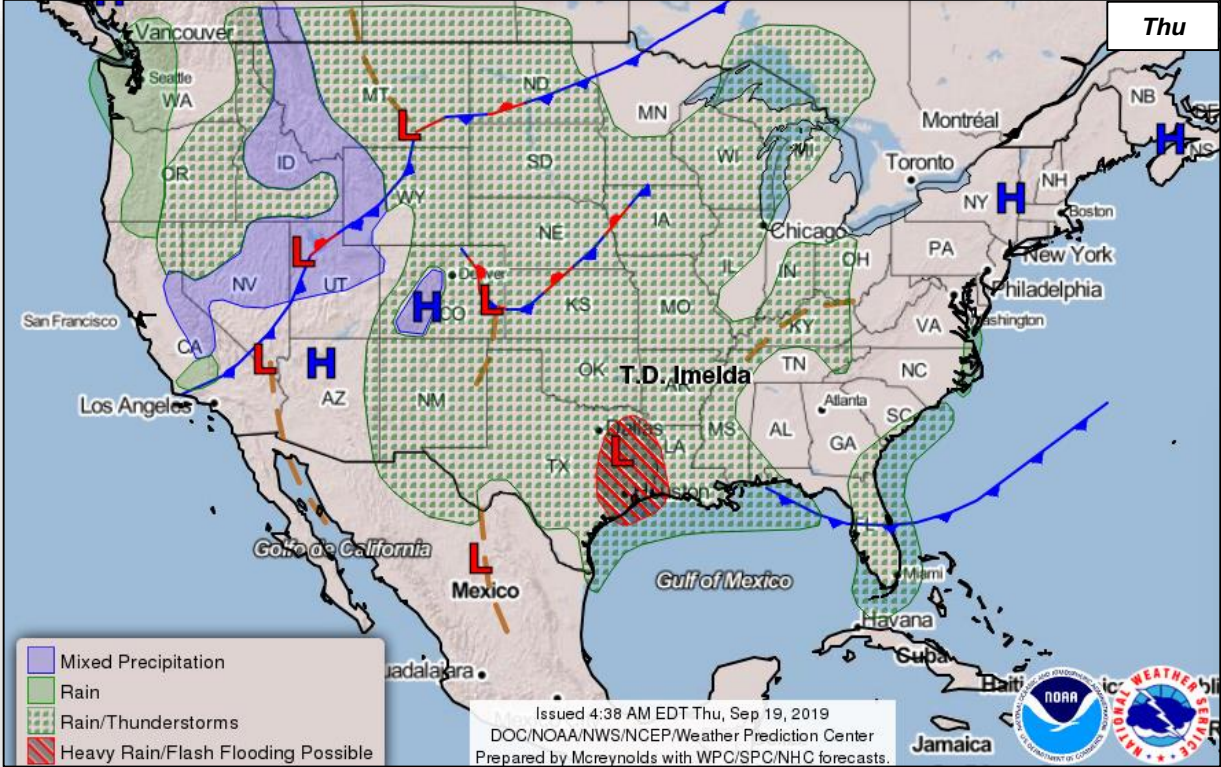 Thu
H
Vancouver
Seattle
WA
MT
ND
MN
Montréal
NB
H
NS
L
OR
ID
WY
SD
WI
MI
Toronto
NY
H
NH
Boston
L
NV
UT
NE
IA
Chicago
IL
IN
OH
PA
New York
Philadelphia
Denver
H
CO
L
KS
MO
KY
VA
Washington
San Francisco
CA
L
H
AZ
NM
OK
T.D. Imelda
AR
TN
NC
Los Angeles
Atlanta
SC
Dallas
L
TX
LA
MS
AL
GA
Houston
FL
Golfo de California
L
Mexico
Gulf of Mexico
Miami
Havana
Cuba
Haiti
Jamaica
uadalajara
Mixed Precipitation
Rain
Rain/Thunderstorms
Heavy Rain/Flash Flooding Possible
Issued 4:38 AM EDT Thu, Sep 19, 2019
DOC/NOAA/NWS/NCEP/Weather Prediction Center
Prepared by Mcreynolds with WPC/SPC/NHC forecasts.
NOAA
NATIONAL WEATHER SERVICE